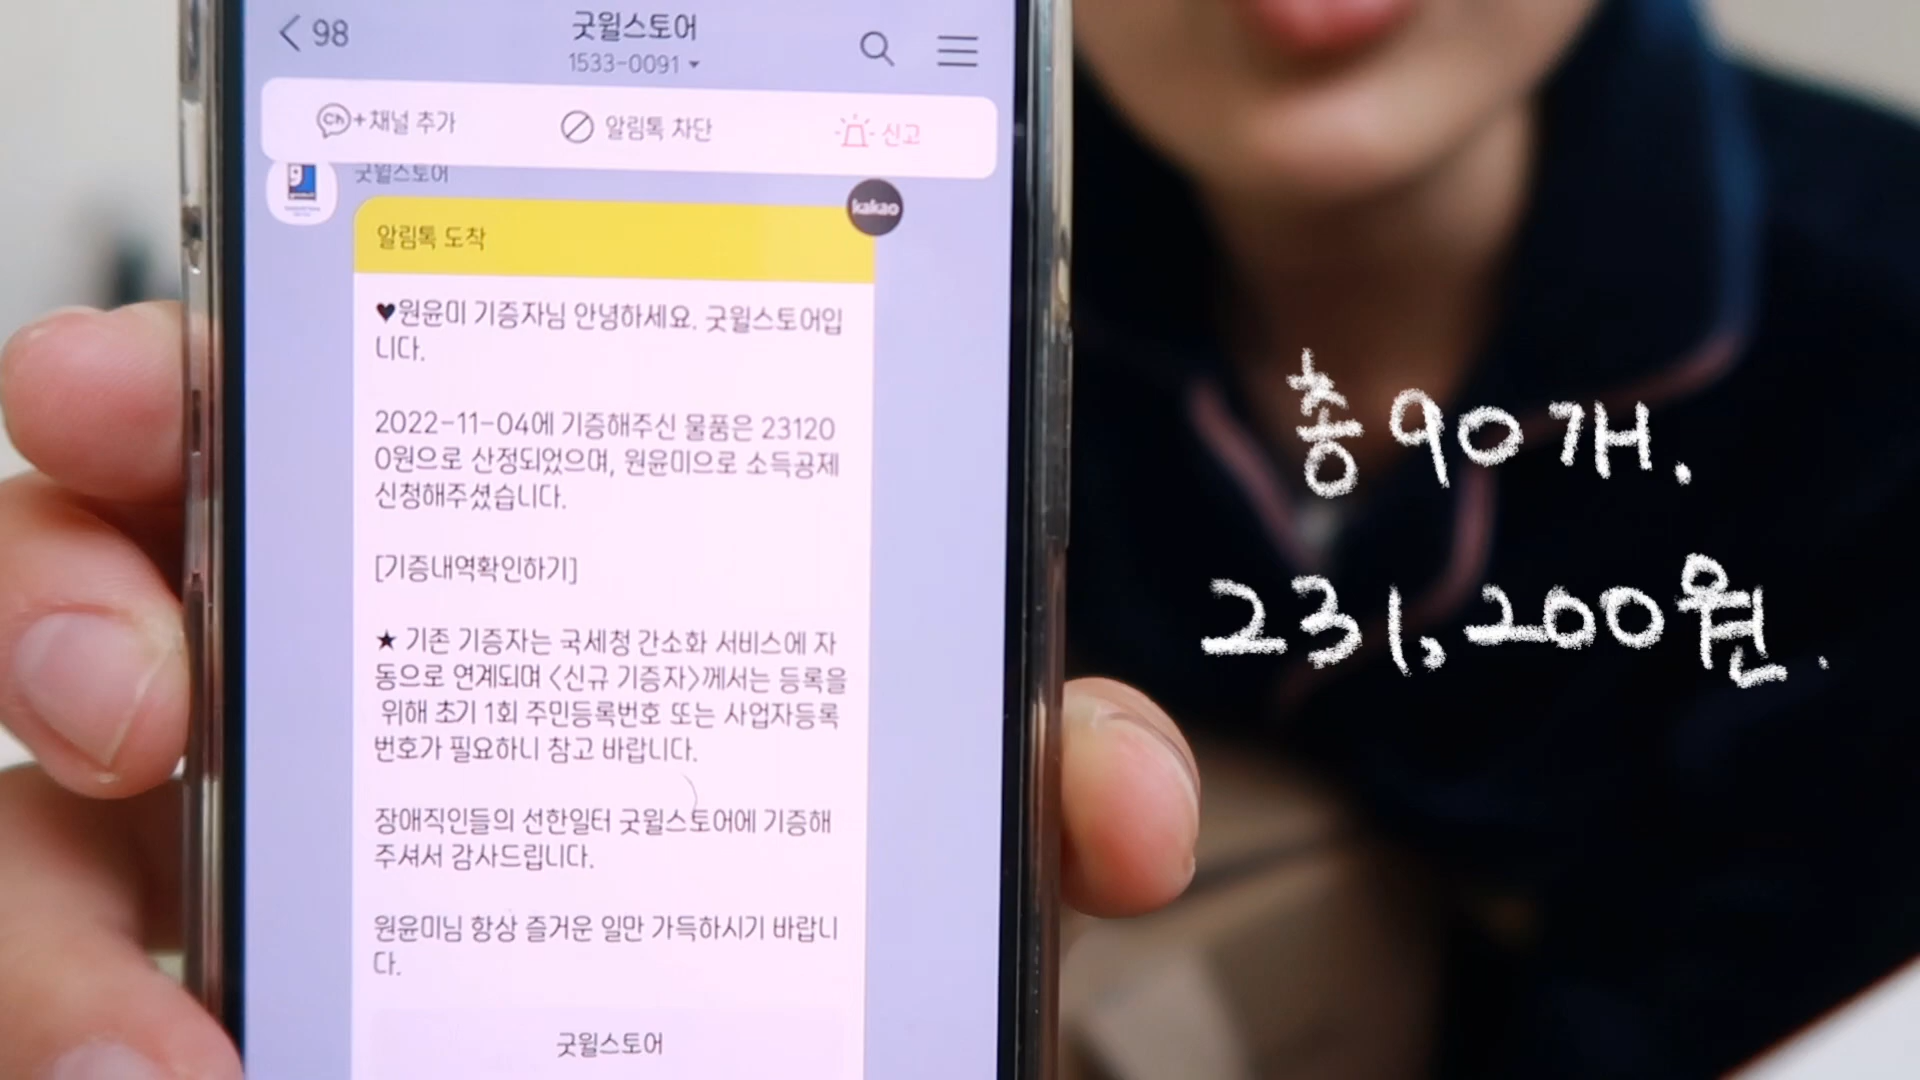 98
굿윌스토어
1533-0091
Ch+채널 추가
알림톡 차단
신고
굿윌스토어
kakao
알림톡 도착
♥원윤미 기증자님 안녕하세요. 굿윌스토어입
니다.
2022-11-04에 기증해주신 물품은 23120
0원으로 산정되었으며, 원윤미으로 소득공제
신청해주셨습니다.
[기증내역확인하기]
★ 기존 기증자는 국세청 간소화 서비스에 자
동으로 연계되며 <신규 기증자>께서는 등록을
위해 초기 1회 주민등록번호 또는 사업자등록
번호가 필요하니 참고 바랍니다.
장애직인들의 선한일터 굿윌스토어에 기증해
주셔서 감사드립니다.
원윤미님 항상 즐거운 일만 가득하시기 바랍니
다.
굿윌스토어
총 90개.
231,200원.